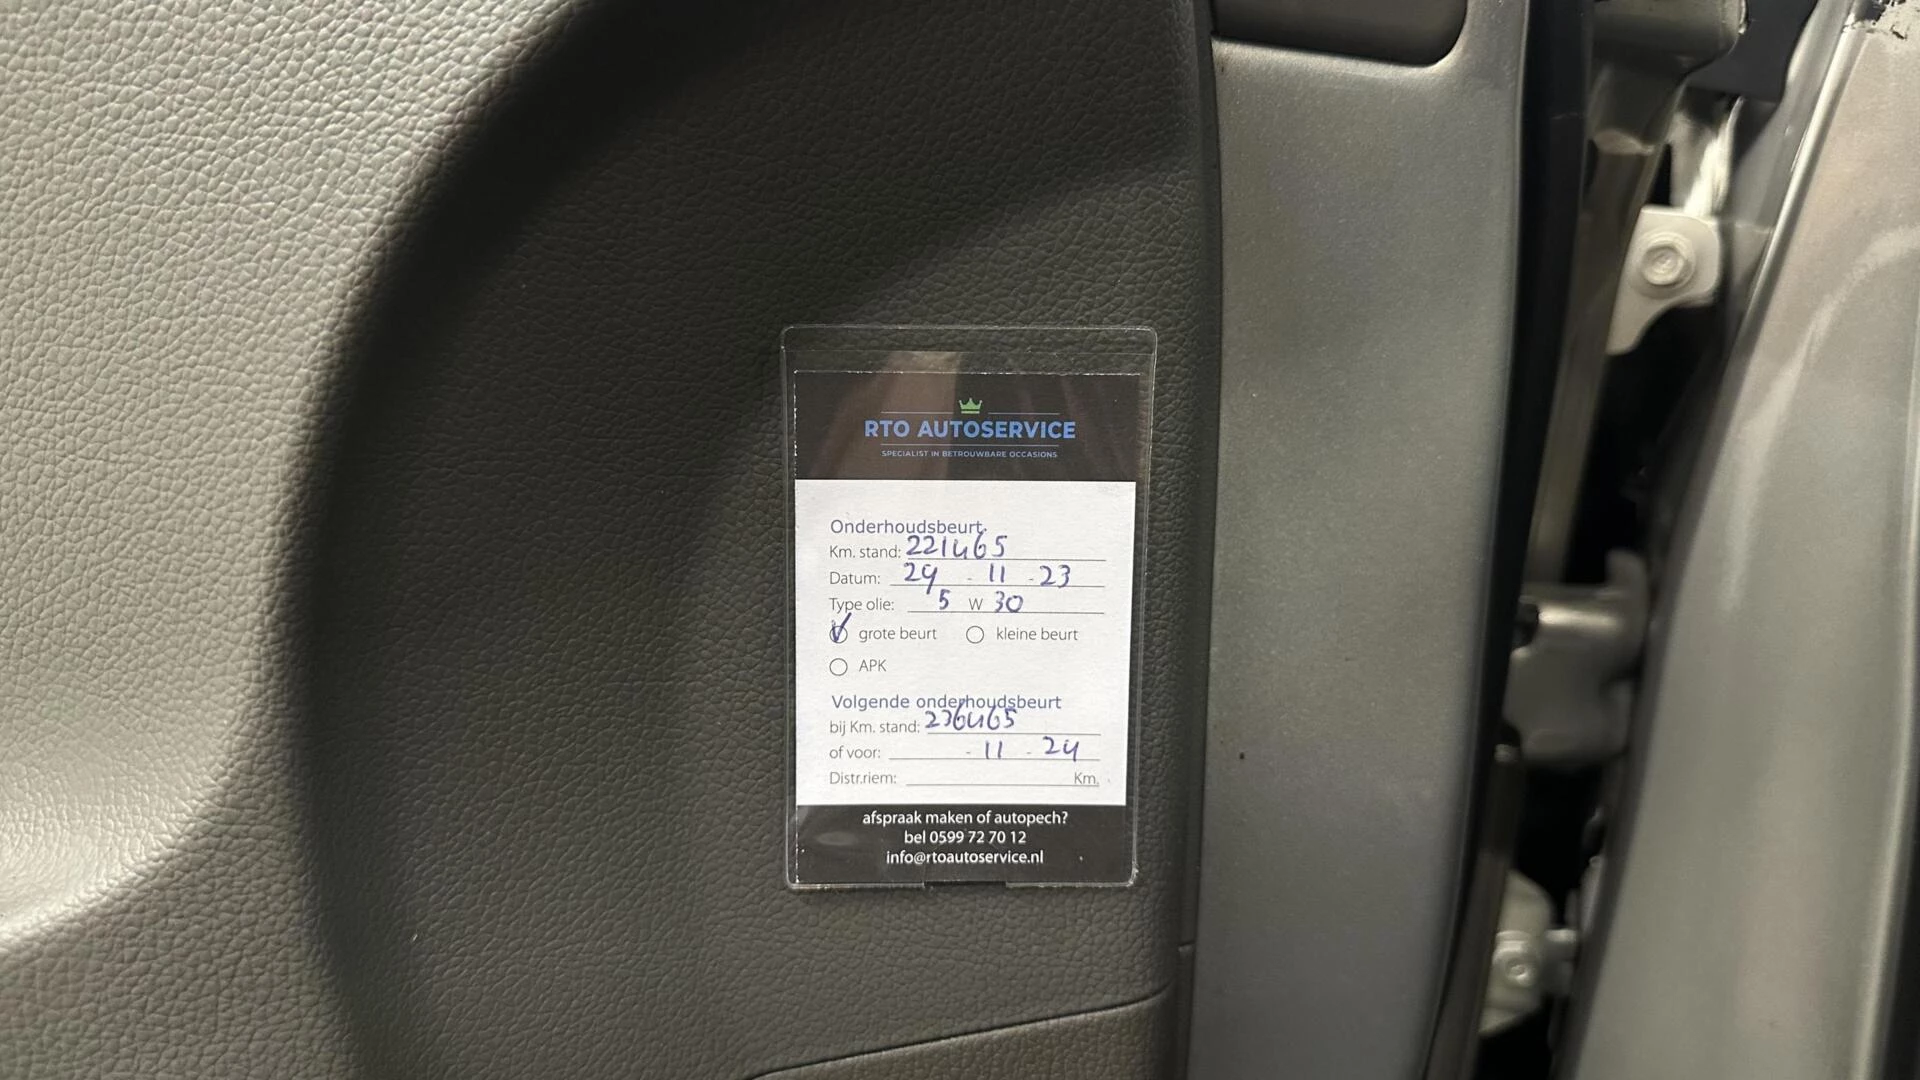 RTO AUTOSERVICE
SPECIALIST IN BETROUWBARE OCCASIONS
Onderhoudsbeurt
Km. stand: 221465
Datum: 29 - 11 - 23
Type olie: 5 W 30
grote beurt kleine beurt
APK
Volgende onderhoudsbeurt
bij Km. stand: 236465
of voor: - 11 - 24
Distr.riem: Km.
afspraak maken of autopech?
bel 0599 72 70 12
info@rtoautoservice.nl